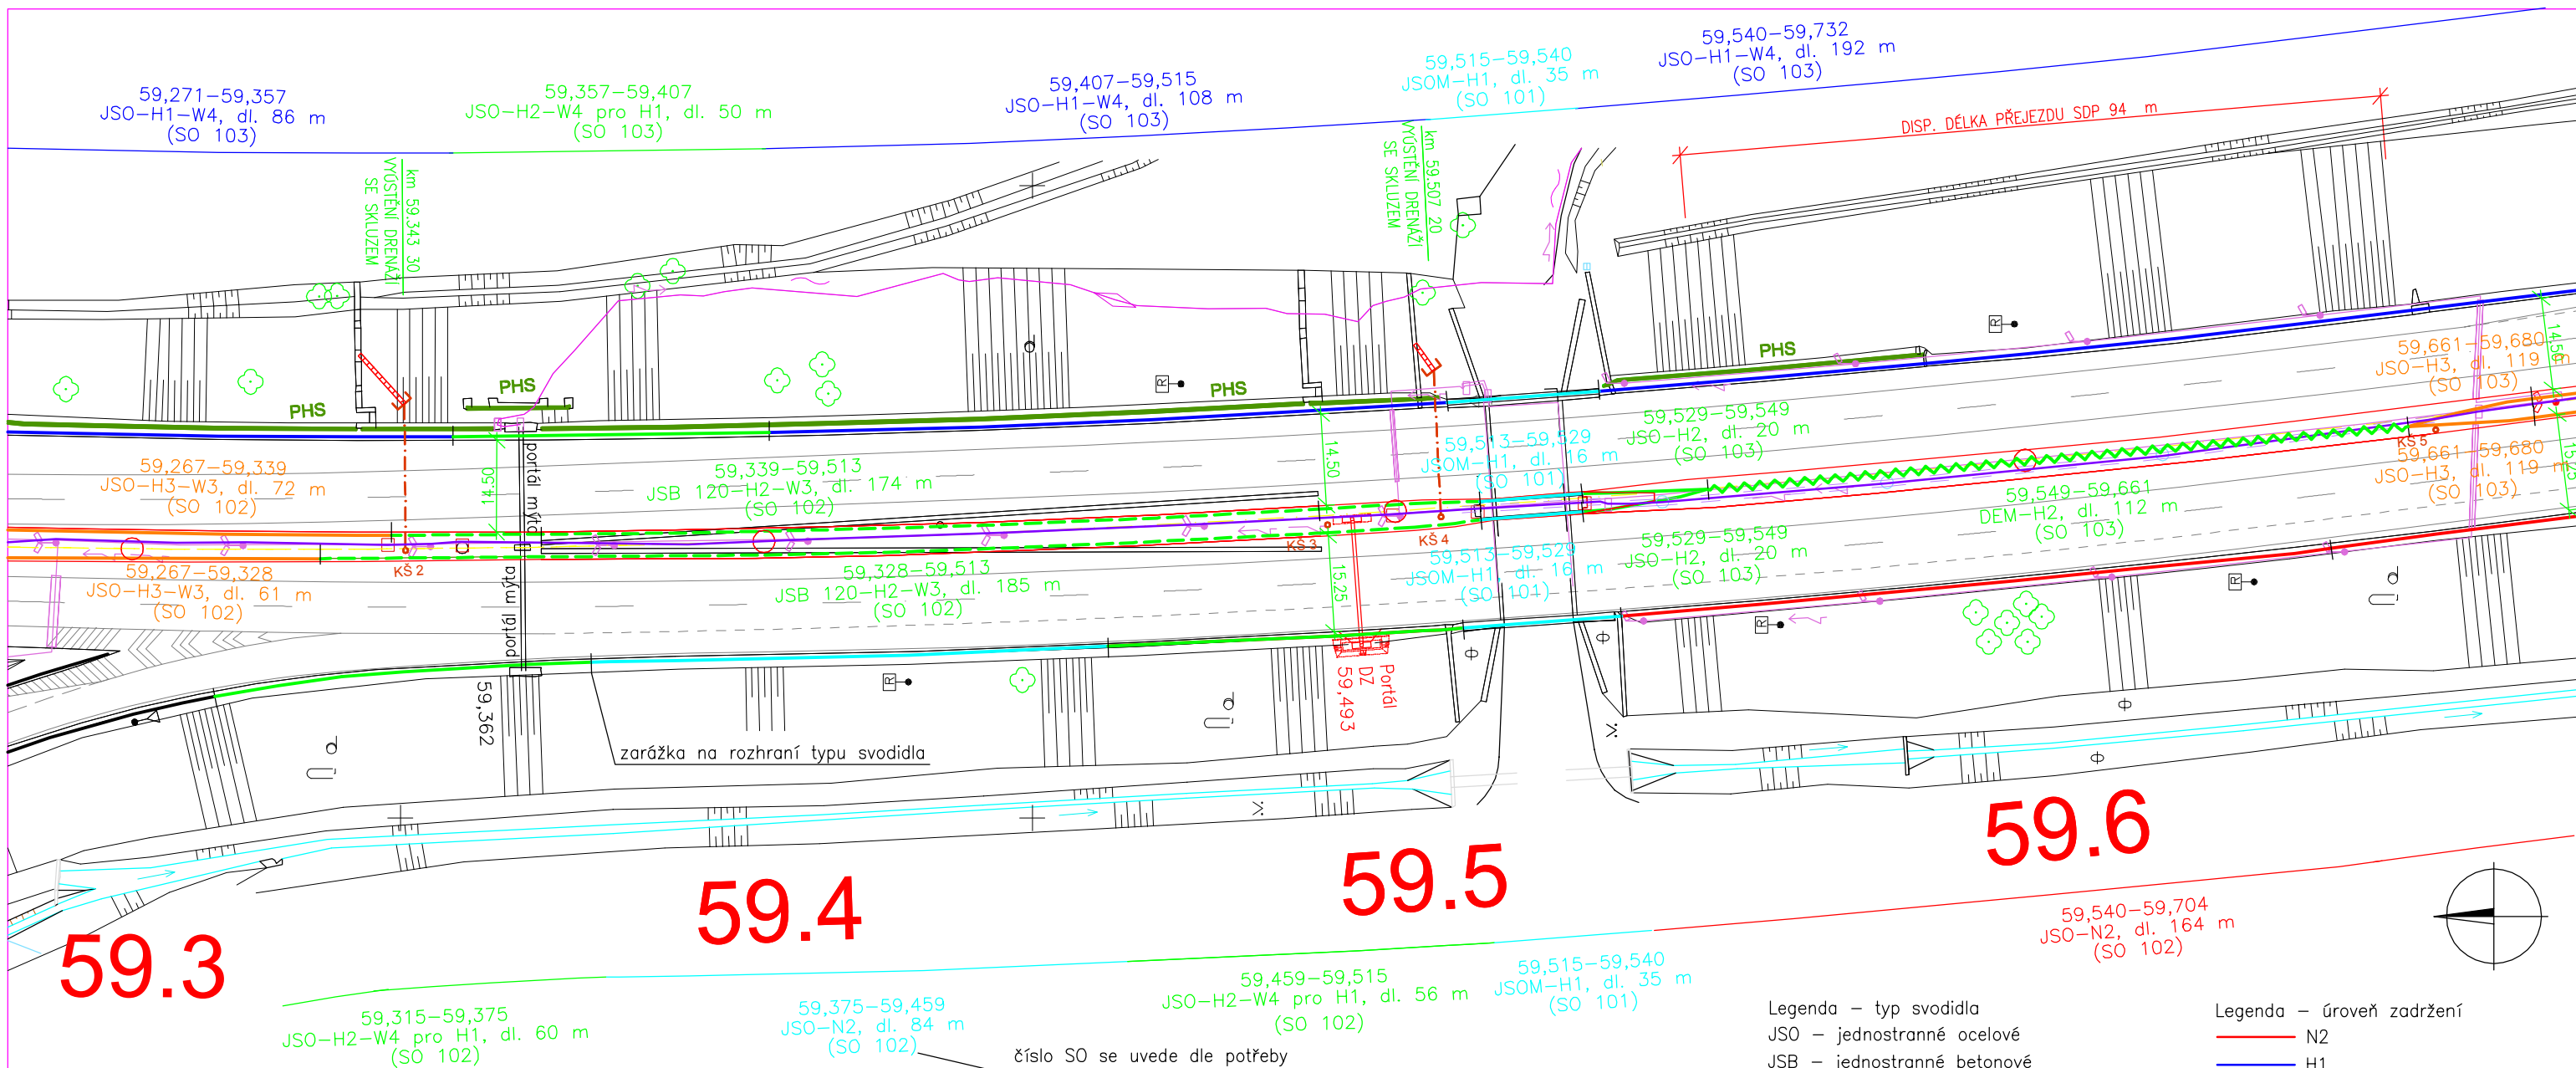 59,271–59,357
JSO–H1–W4, dl. 86 m
(SO 103)
59,357–59,407
JSO–H2–W4 pro H1, dl. 50 m
(SO 103)
59,407–59,515
JSO–H1–W4, dl. 108 m
(SO 103)
59,515–59,540
JSOM–H1, dl. 35 m
(SO 101)
59,540–59,732
JSO–H1–W4, dl. 192 m
(SO 103)
DISP. DÉLKA PŘEJEZDU SDP 94 m
km 59.343 30
VYÚSTĚNÍ DRENÁŽÍ
SE SKLUZEM
km 59.507 20
VYÚSTĚNÍ DRENÁŽÍ
SE SKLUZEM
PHS
PHS
PHS
PHS
R
R
14.50
14.50
14.50
portál mýta
59,267–59,339
JSO–H3–W3, dl. 72 m
(SO 102)
59,339–59,513
JSB 120–H2–W3, dl. 174 m
(SO 102)
59,513–59,529
JSOM–H1, dl. 16 m
(SO 101)
59,529–59,549
JSO–H2, dl. 20 m
(SO 103)
59,661–59,680
JSO–H3, dl. 119 m
(SO 103)
KŠ 2
KŠ 3
KŠ 4
KŠ 5
59,267–59,328
JSO–H3–W3, dl. 61 m
(SO 102)
portál mýta
59,328–59,513
JSB 120–H2–W3, dl. 185 m
(SO 102)
15.25
59,513–59,529
JSOM–H1, dl. 16 m
(SO 101)
59,529–59,549
JSO–H2, dl. 20 m
(SO 103)
59,549–59,661
DEM–H2, dl. 112 m
(SO 103)
59,661–59,680
JSO–H3, dl. 119 m
(SO 103)
15.25
R
R
R
59,362
Portál
DZ
59,493
zarážka na rozhraní typu svodidla
59.3
59.4
59.5
59.6
59,315–59,375
JSO–H2–W4 pro H1, dl. 60 m
(SO 102)
59,375–59,459
JSO–N2, dl. 84 m
(SO 102)
59,459–59,515
JSO–H2–W4 pro H1, dl. 56 m
(SO 102)
59,515–59,540
JSOM–H1, dl. 35 m
(SO 101)
59,540–59,704
JSO–N2, dl. 164 m
(SO 102)
číslo SO se uvede dle potřeby
Legenda – typ svodidla
JSO – jednostranné ocelové
JSB – jednostranné betonové
Legenda – úroveň zadržení
N2
H1